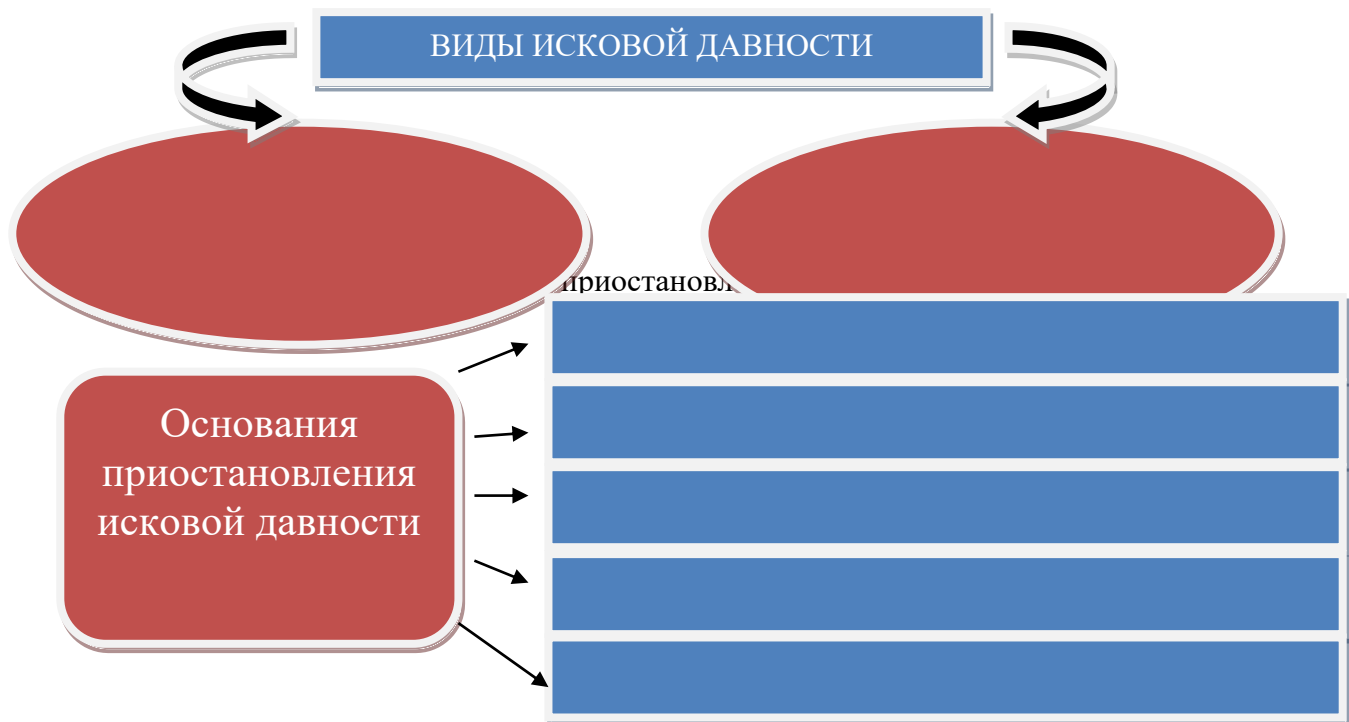 ВИДЫ ИСКОВОЙ ДАВНОСТИ
Основания
приостановления
исковой давности